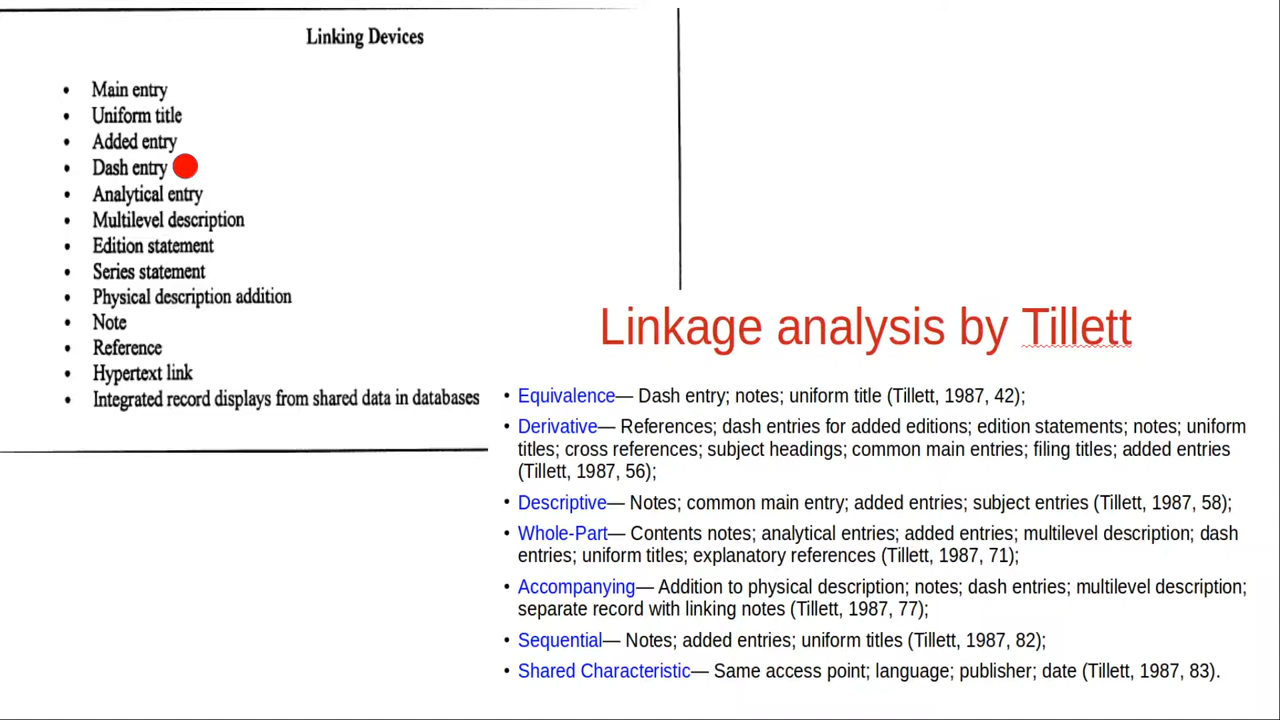 Linking Devices
• Main entry
• Uniform title
• Added entry
• Dash entry
• Analytical entry
• Multilevel description
• Edition statement
• Series statement
• Physical description addition
• Note
• Reference
• Hypertext link
• Integrated record displays from shared data in databases
Linkage analysis by Tillett
• Equivalence— Dash entry; notes; uniform title (Tillett, 1987, 42);
• Derivative— References; dash entries for added editions; edition statements; notes; uniform
titles; cross references; subject headings; common main entries; filing titles; added entries
(Tillett, 1987, 56);
• Descriptive— Notes; common main entry; added entries; subject entries (Tillett, 1987, 58);
• Whole-Part— Contents notes; analytical entries; added entries; multilevel description; dash
entries; uniform titles; explanatory references (Tillett, 1987, 71);
• Accompanying— Addition to physical description; notes; dash entries; multilevel description;
separate record with linking notes (Tillett, 1987, 77);
• Sequential— Notes; added entries; uniform titles (Tillett, 1987, 82);
• Shared Characteristic— Same access point; language; publisher; date (Tillett, 1987, 83).